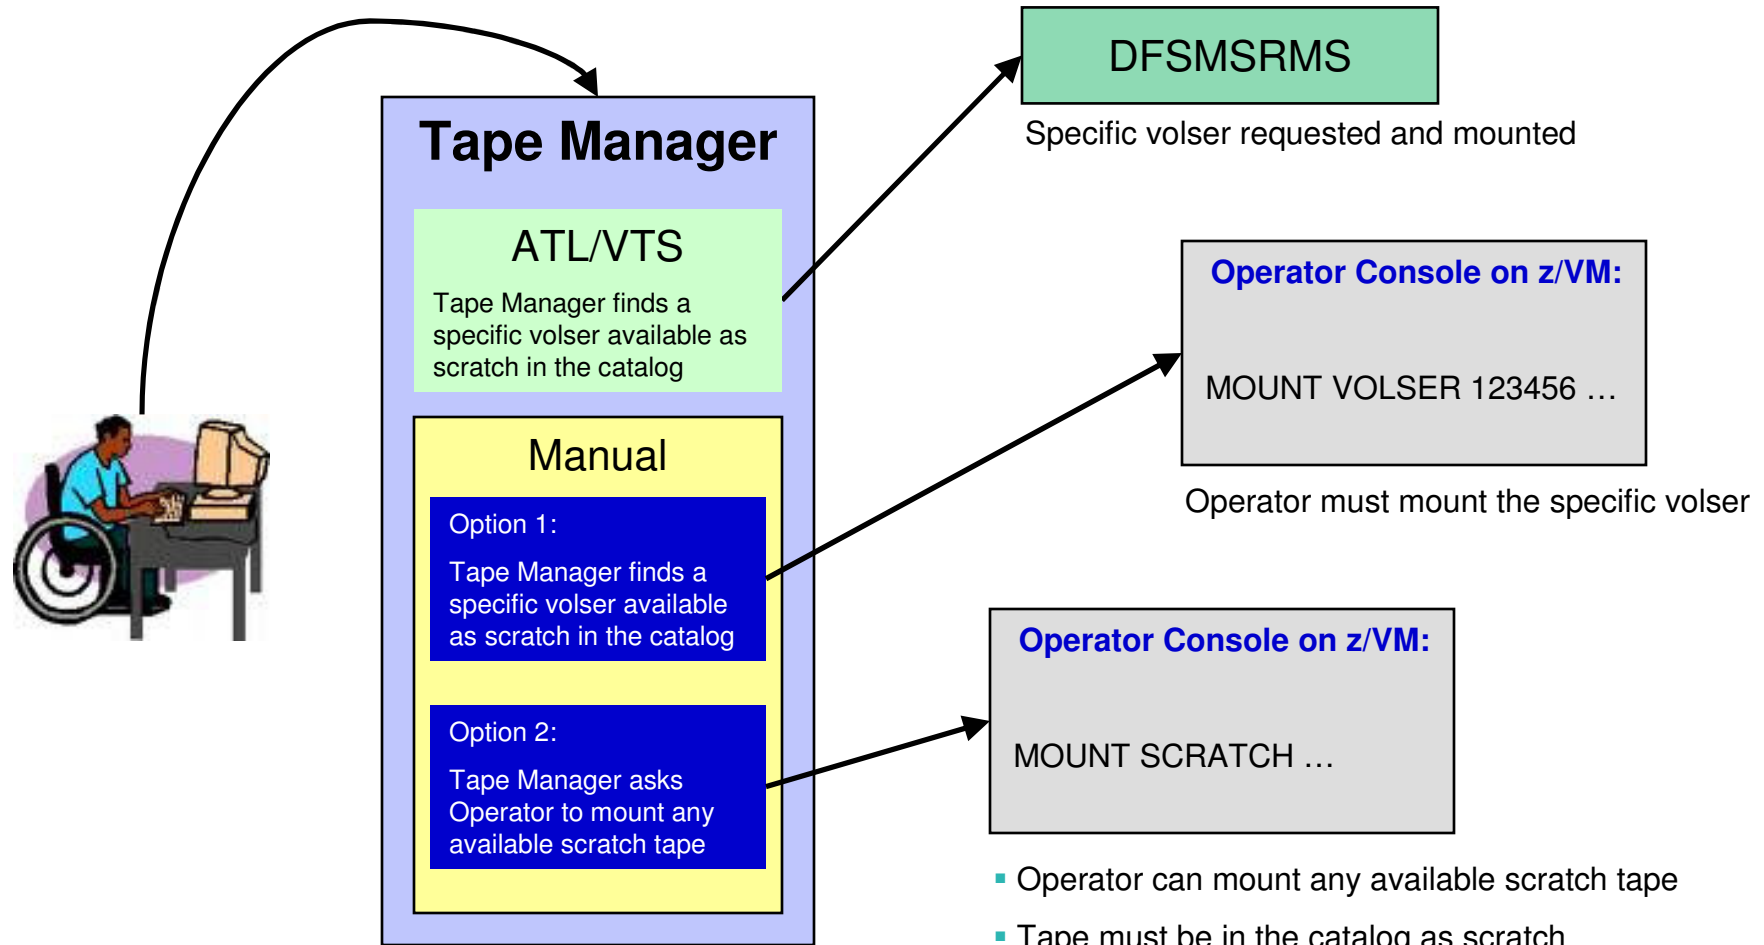 Tape Manager
ATL/VTS
Tape Manager finds a
specific volser available as
scratch in the catalog
Manual
Option 1:
Tape Manager finds a
specific volser available
as scratch in the catalog
Option 2:
Tape Manager asks
Operator to mount any
available scratch tape
DFSMSRMS
Specific volser requested and mounted
Operator Console on z/VM:
MOUNT VOLSER 123456 …
Operator must mount the specific volser
Operator Console on z/VM:
MOUNT SCRATCH …
▪ Operator can mount any available scratch tape
▪ Tape must be in the catalog as scratch